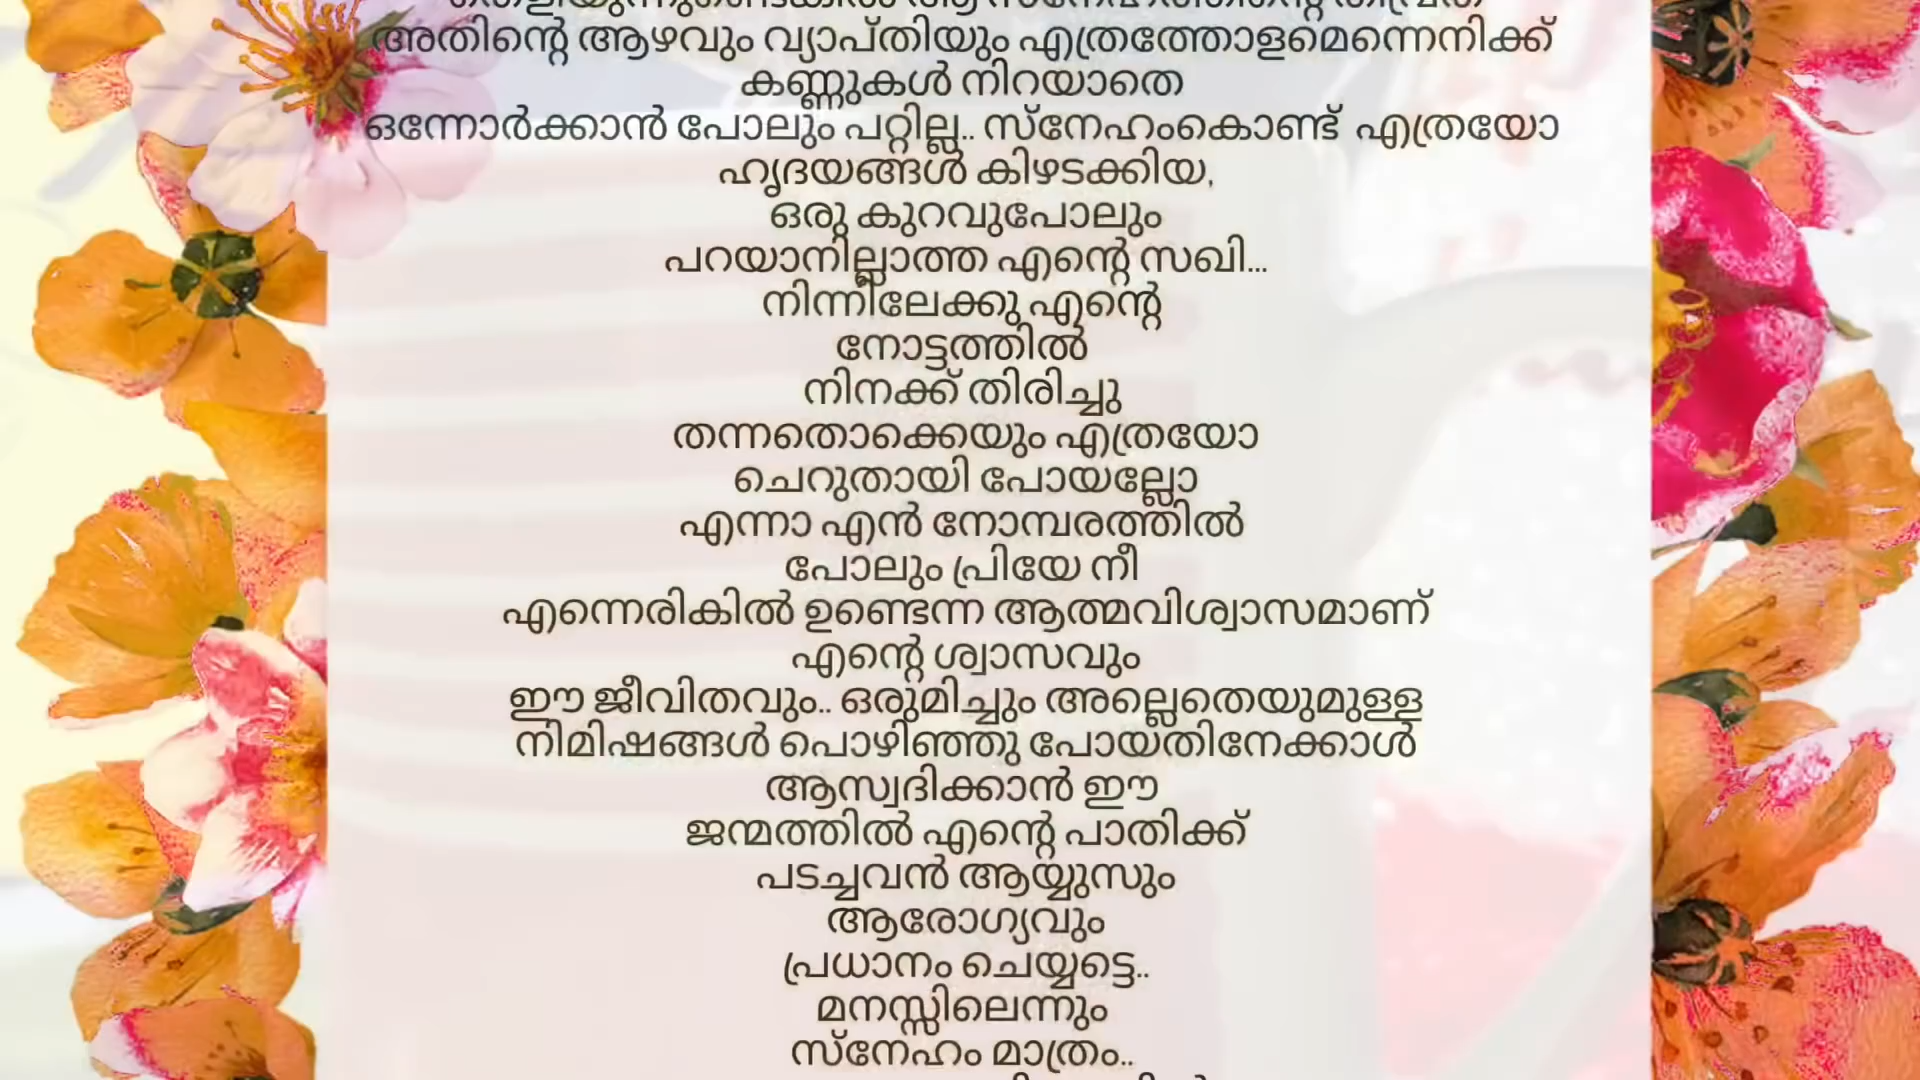 അതിന്റെ ആഴവും വ്യാപ്തിയും എത്രത്തോളമെന്നെനിക്ക്
കണ്ണുകൾ നിറയാതെ
ഒന്നോർക്കാൻ പോലും പറ്റില്ല.. സ്നേഹംകൊണ്ട് എത്രയോ
ഹൃദയങ്ങൾ കിഴടക്കിയ,
ഒരു കുറവുപോലും
പറയാനില്ലാത്ത എന്റെ സഖി...
നിന്നിലേക്കു എന്റെ
നോട്ടത്തിൽ
നിനക്ക് തിരിച്ചു
തന്നതൊക്കെയും എത്രയോ
ചെറുതായി പോയല്ലോ
എന്നാ എൻ നോമ്പരത്തിൽ
പോലും പ്രിയേ നീ
എന്നെരികിൽ ഉണ്ടെന്ന ആത്മവിശ്വാസമാണ്
എന്റെ ശ്വാസവും
ഈ ജീവിതവും.. ഒരുമിച്ചും അല്ലെതെയുമുള്ള
നിമിഷങ്ങൾ പൊഴിഞ്ഞു പോയതിനേക്കാൾ
ആസ്വദിക്കാൻ ഈ
ജന്മത്തിൽ എന്റെ പാതിക്ക്
പടച്ചവൻ ആയ്യുസും
ആരോഗ്യവും
പ്രധാനം ചെയ്യട്ടെ..
മനസ്സിലെന്നും
സ്നേഹം മാത്രം..